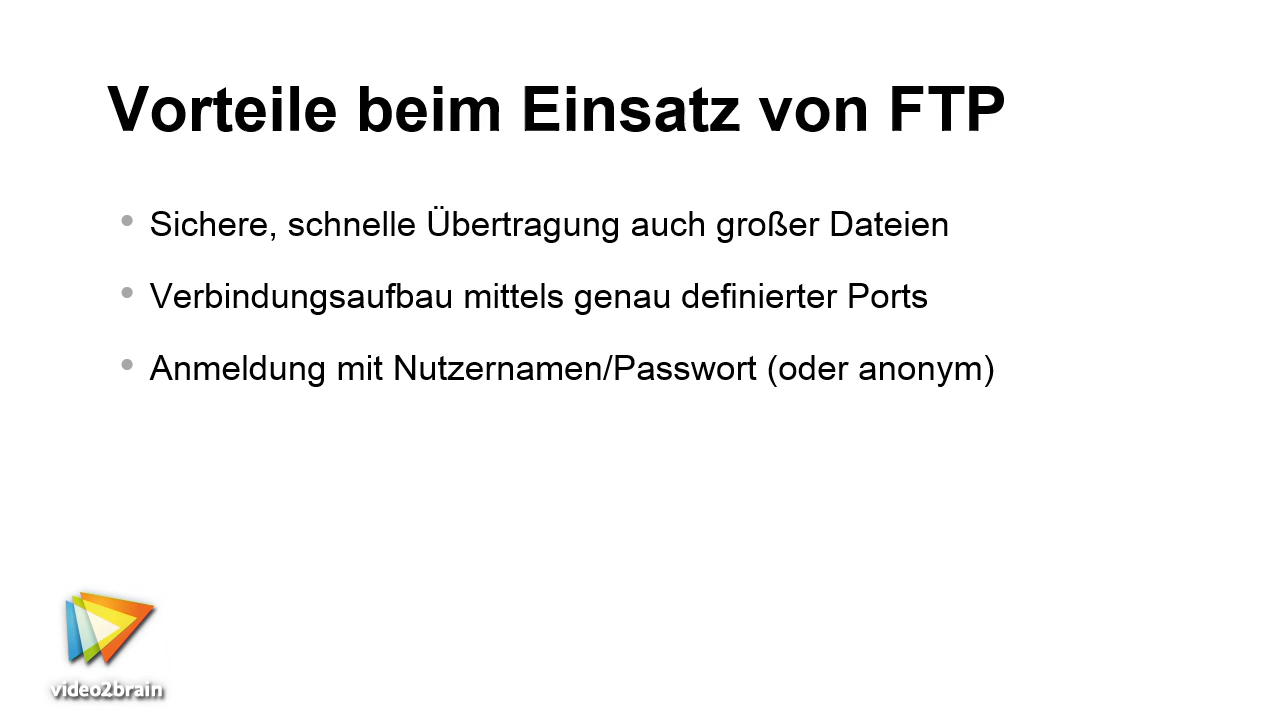 Vorteile beim Einsatz von FTP
• Sichere, schnelle Übertragung auch großer Dateien
• Verbindungsaufbau mittels genau definierter Ports
• Anmeldung mit Nutzernamen/Passwort (oder anonym)
video2brain